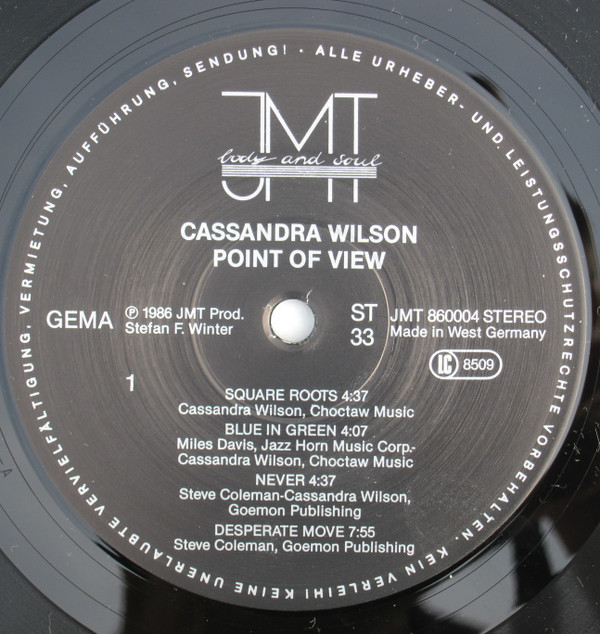 ALLE URHEBER- UND LEISTUNGSSCHUTZRECHTE VORBEHALTEN. KEIN VERLEIH! KEINE UNERLAUBTE VERVIELFÄLTIGUNG, VERMIETUNG, AUFFÜHRUNG, SENDUNG! ·
JMT
body and soul
CASSANDRA WILSON
POINT OF VIEW
GEMA
℗ 1986 JMT Prod.
Stefan F. Winter
ST
33
JMT 860004 STEREO
Made in West Germany
LC 8509
1
SQUARE ROOTS 4:37
Cassandra Wilson, Choctaw Music
BLUE IN GREEN 4:07
Miles Davis, Jazz Horn Music Corp.-
Cassandra Wilson, Choctaw Music
NEVER 4:37
Steve Coleman-Cassandra Wilson,
Goemon Publishing
DESPERATE MOVE 7:55
Steve Coleman, Goemon Publishing